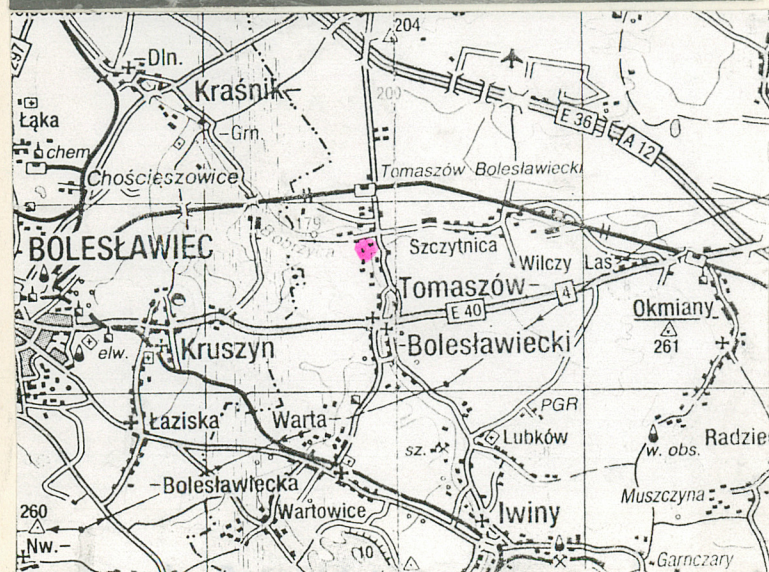 204
297
-Dln.
Kraśnik-
200
E 36
Łąka
-Grn.
A 12
chem
Tomaszów Bolesławiecki
Chościeszowice
179
Bobrzyca
BOLESŁAWIEC
Szczytnica
Wilczy Las
Tomaszów-
4
E 40
Okmiany
261
elw.
Kruszyn
-Bolesławiecki
PGR
Łaziska
Warta-
sz.
Lubków
w. obs.
Radzie
-Bolesławiecka
Muszczyna
260
Wartowice
Iwiny
Nw.-
10
Garnczary